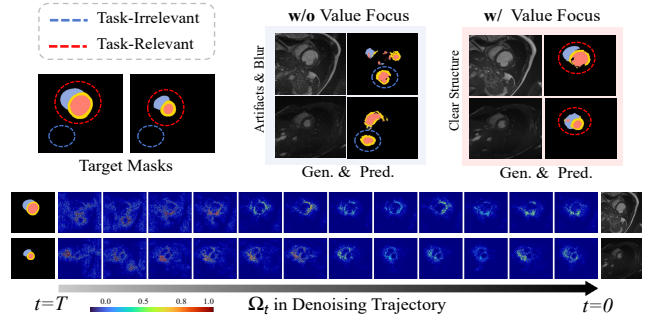 Task-Irrelevant
Task-Relevant
Target Masks
w/o Value Focus
Artifacts & Blur
Gen. & Pred.
w/ Value Focus
Clear Structure
Gen. & Pred.
t=T
Ωt in Denoising Trajectory
t=0
0.0 0.5 0.8 1.0